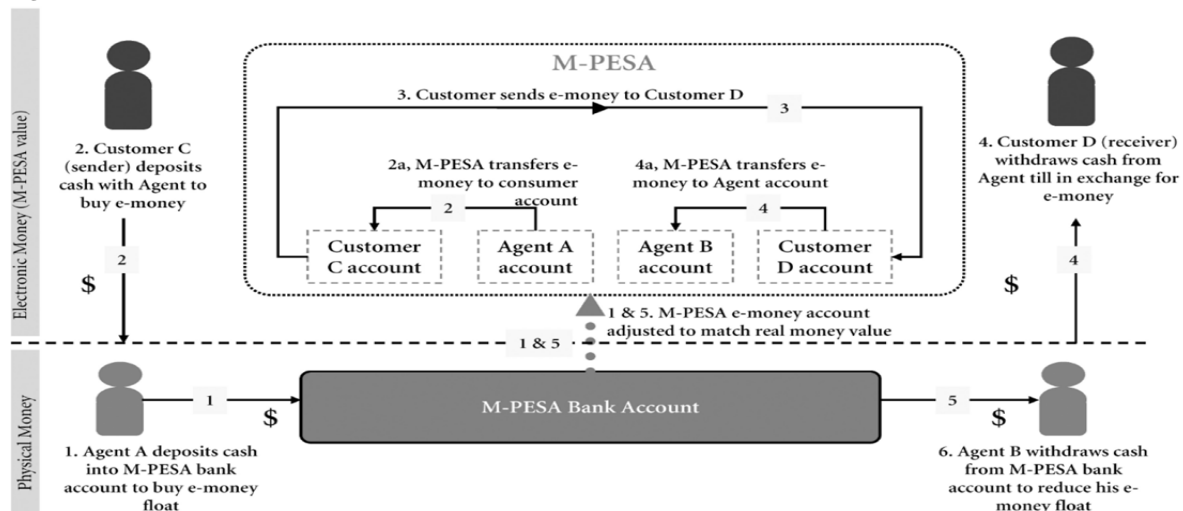 Electronic Money (M-PESA value)
2. Customer C
(sender) deposits
cash with Agent to
buy e-money
2
$
M-PESA
3. Customer sends e-money to Customer D
3
2a, M-PESA transfers e-
money to consumer
account
2
4a, M-PESA transfers e-
money to Agent account
4
Customer
C account
Agent A
account
Agent B
account
Customer
D account
4. Customer D (receiver)
withdraws cash from
Agent till in exchange for
e-money
4
$
1 & 5. M-PESA e-money account
adjusted to match real money value
1 & 5
Physical Money
1
$
M-PESA Bank Account
5
$
1. Agent A deposits cash
into M-PESA bank
account to buy e-money
float
6. Agent B withdraws cash
from M-PESA bank
account to reduce his e-
money float